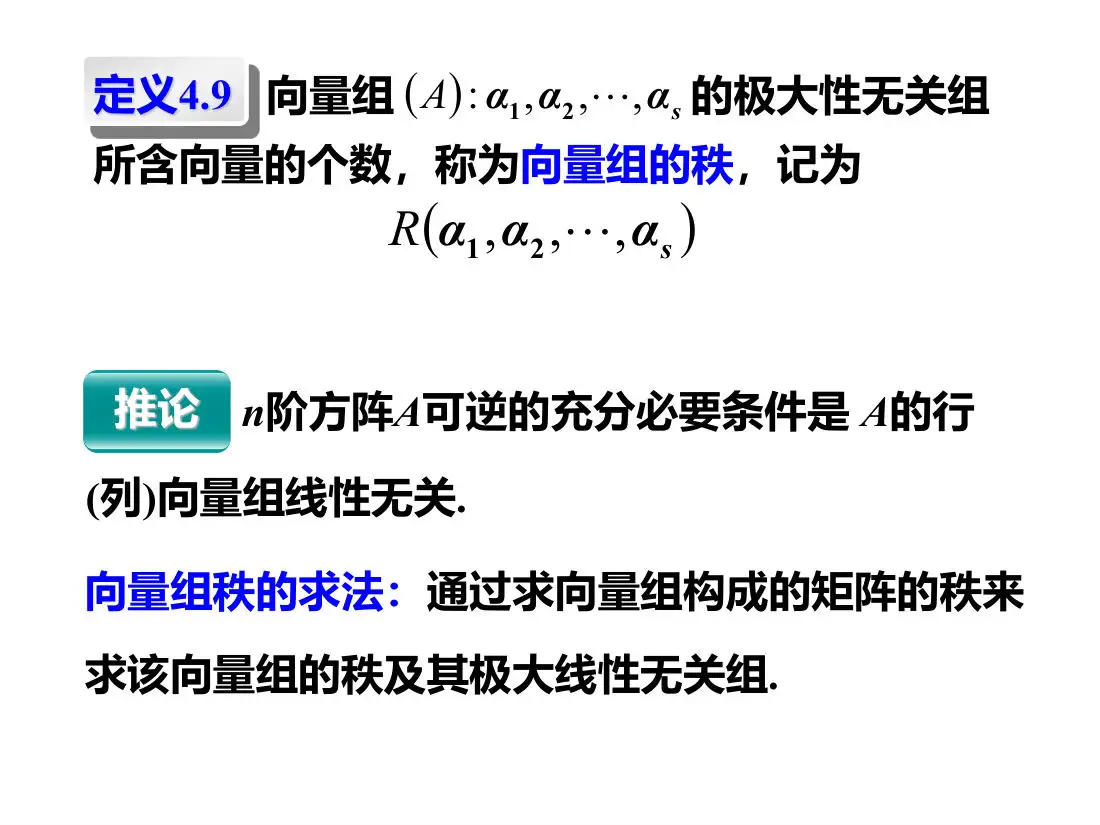 定义4.9 向量组 (A): α₁,α₂,⋯,αₛ 的极大性无关组
所含向量的个数，称为向量组的秩，记为
R(α₁,α₂,⋯,αₛ)
推论 n阶方阵A可逆的充分必要条件是 A的行
(列)向量组线性无关.
向量组秩的求法：通过求向量组构成的矩阵的秩来
求该向量组的秩及其极大线性无关组.